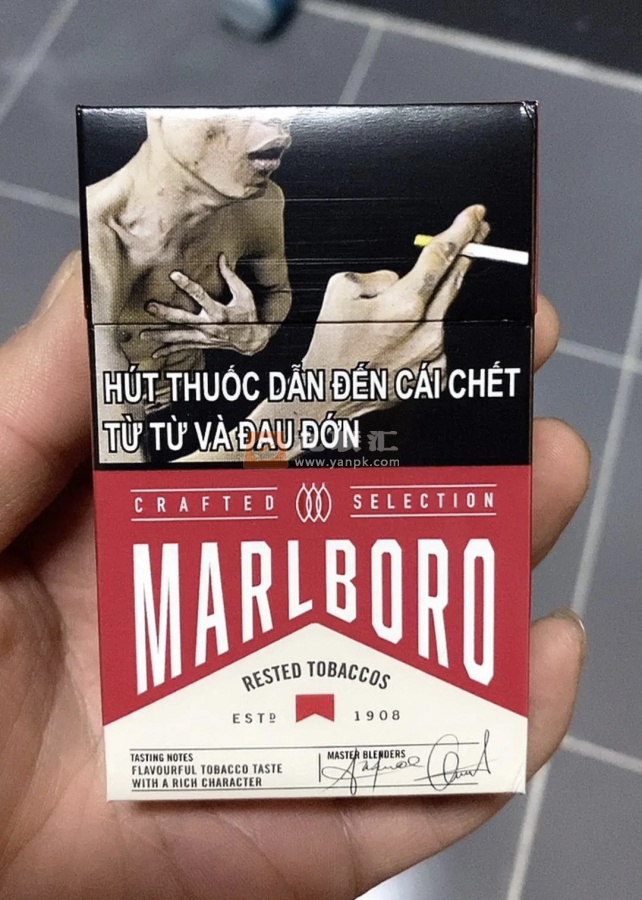 HÚT THUỐC DẪN ĐẾN CÁI CHẾT
TỪ TỪ VÀ ĐAU ĐỚN
www.yanpk.com
CRAFTED SELECTION
MARLBORO
RESTED TOBACCOS
ESTD 1908
TASTING NOTES
FLAVOURFUL TOBACCO TASTE
WITH A RICH CHARACTER
MASTER BLENDERS